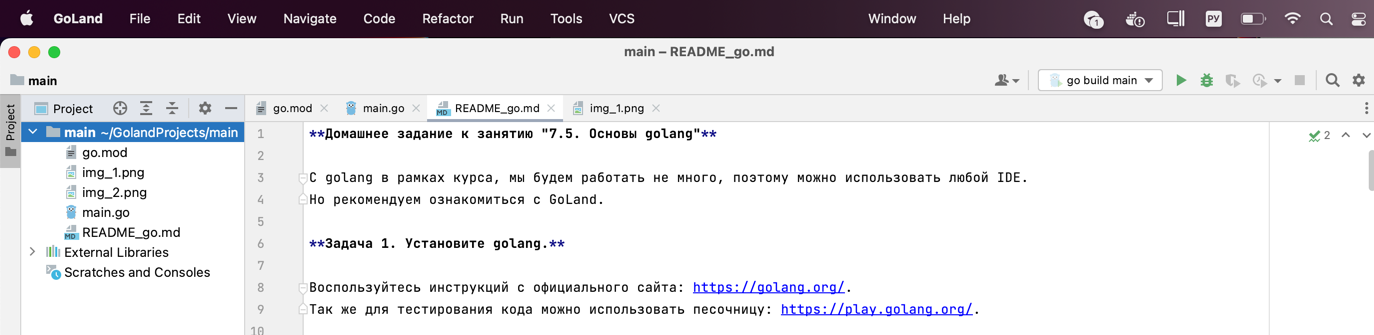 GoLand File Edit View Navigate Code Refactor Run Tools VCS Window Help 1 РУ
main – README_go.md
main go build main
Project go.mod main.go README_go.md img_1.png
Project
main ~/GolandProjects/main
go.mod
img_1.png
img_2.png
main.go
README_go.md
External Libraries
Scratches and Consoles
1 **Домашнее задание к занятию "7.5. Основы golang"** 2
2
3 С golang в рамках курса, мы будем работать не много, поэтому можно использовать любой IDE.
4 Но рекомендуем ознакомиться с GoLand.
5
6 **Задача 1. Установите golang.**
7
8 Воспользуйтесь инструкций с официального сайта: https://golang.org/.
9 Так же для тестирования кода можно использовать песочницу: https://play.golang.org/.
10